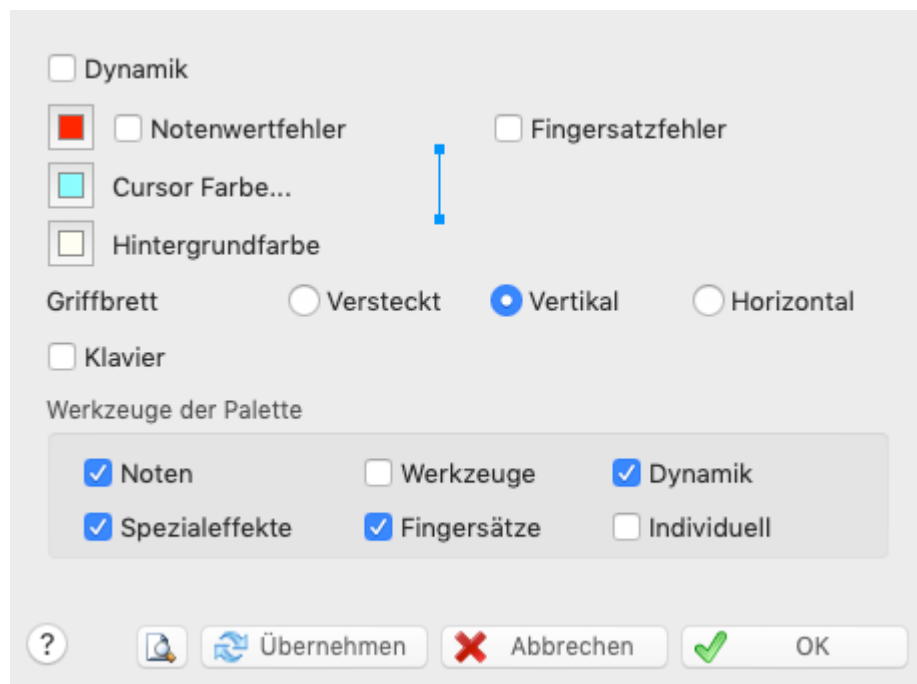 Dynamik
Notenwertfehler Fingersatzfehler
Cursor Farbe...
Hintergrundfarbe
Griffbrett Versteckt Vertikal Horizontal
Klavier
Werkzeuge der Palette
Noten Werkzeuge Dynamik
Spezialeffekte Fingersätze Individuell
? Übernehmen Abbrechen OK